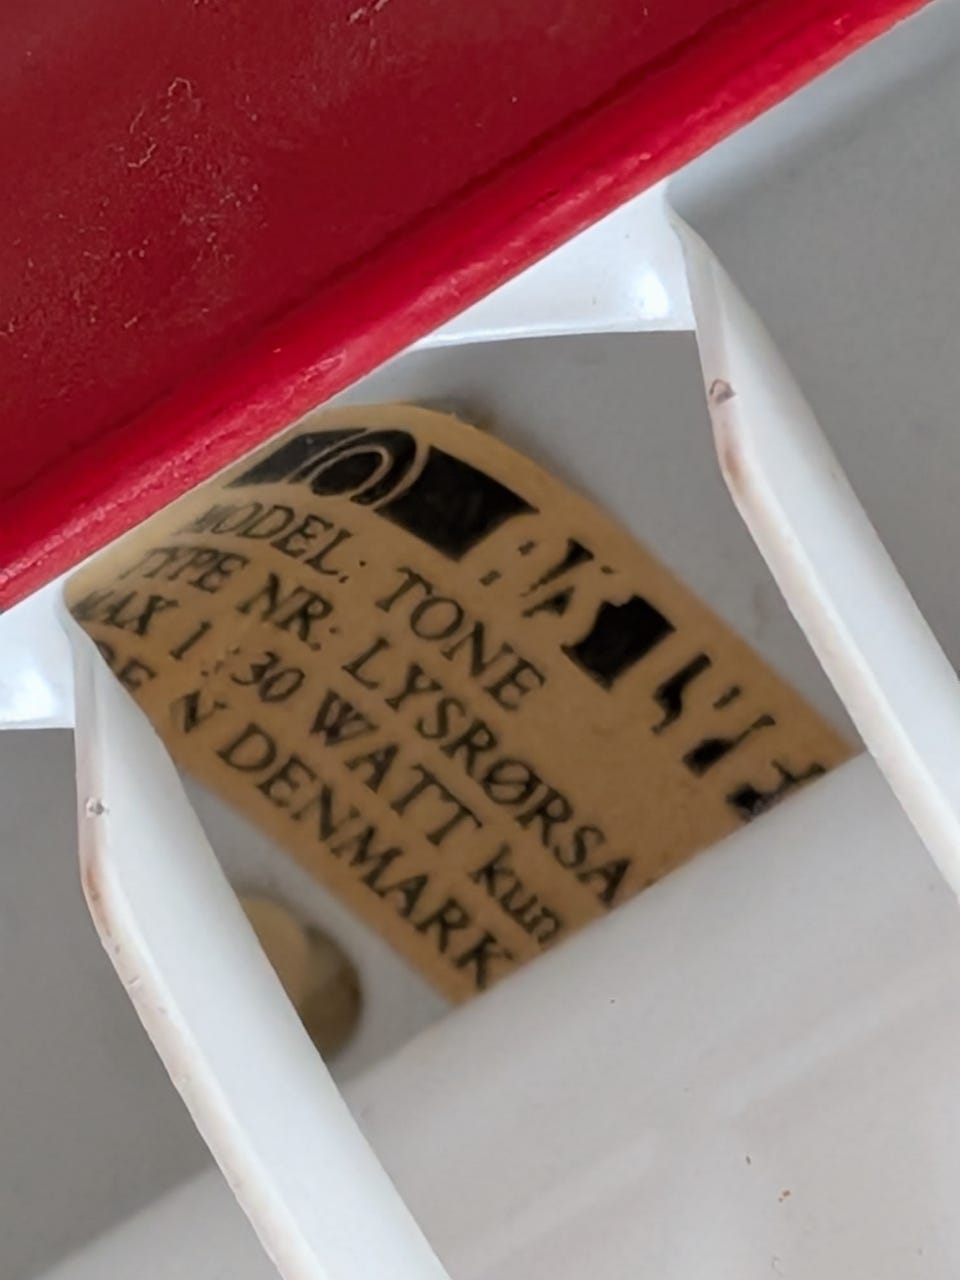 MODEL: TONE
TYPE NR: LYSRØRSA
MAX 1 30 WATT kun
DENMARK